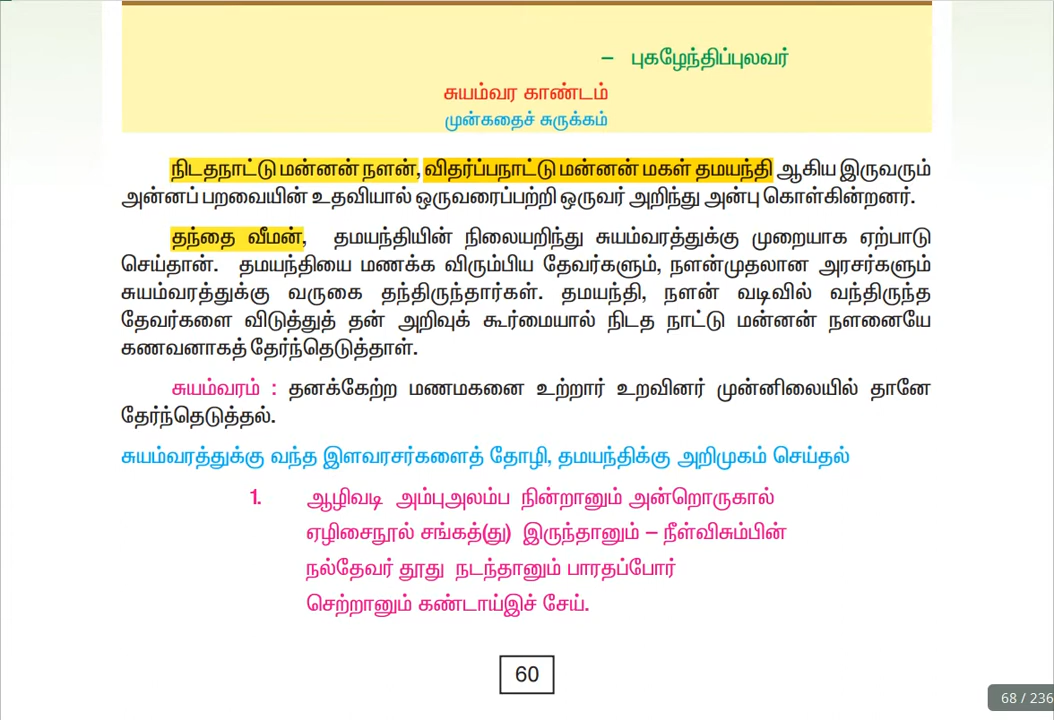 – புகழேந்திப்புலவர்
சுயம்வர காண்டம்
முன்கதைச் சுருக்கம்
நிடதநாட்டு மன்னன் நளன், விதர்ப்பநாட்டு மன்னன் மகள் தமயந்தி ஆகிய இருவரும்
அன்னப் பறவையின் உதவியால் ஒருவரைப்பற்றி ஒருவர் அறிந்து அன்பு கொள்கின்றனர்.
தந்தை வீமன், தமயந்தியின் நிலையறிந்து சுயம்வரத்துக்கு முறையாக ஏற்பாடு
செய்தான். தமயந்தியை மணக்க விரும்பிய தேவர்களும், நளன்முதலான அரசர்களும்
சுயம்வரத்துக்கு வருகை தந்திருந்தார்கள். தமயந்தி, நளன் வடிவில் வந்திருந்த
தேவர்களை விடுத்துத் தன் அறிவுக் கூர்மையால் நிடத நாட்டு மன்னன் நளனையே
கணவனாகத் தேர்ந்தெடுத்தாள்.
சுயம்வரம் : தனக்கேற்ற மணமகனை உற்றார் உறவினர் முன்னிலையில் தானே
தேர்ந்தெடுத்தல்.
சுயம்வரத்துக்கு வந்த இளவரசர்களைத் தோழி, தமயந்திக்கு அறிமுகம் செய்தல்
1. ஆழிவடி அம்புஅலம்ப நின்றானும் அன்றொருகால்
ஏழிசைநூல் சங்கத்(து) இருந்தானும் – நீள்விசும்பின்
நல்தேவர் தூது நடந்தானும் பாரதப்போர்
செற்றானும் கண்டாய்இச் சேய்.
60
68 / 236